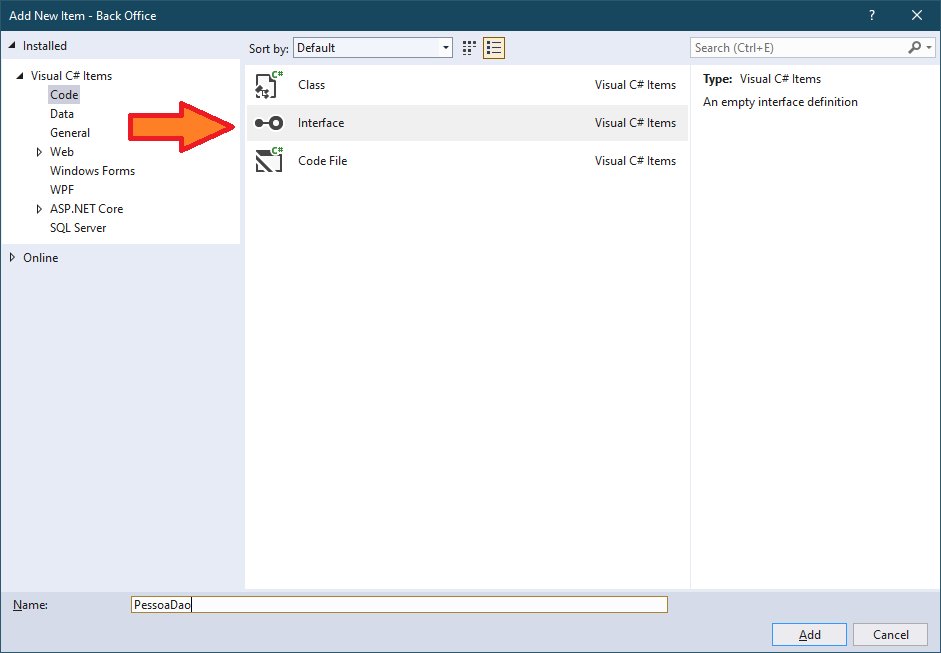 Add New Item - Back Office
?
Installed
Sort by: Default
Search (Ctrl+E)
Visual C# Items
Code
Data
General
Web
Windows Forms
WPF
ASP.NET Core
SQL Server
Online
C# Class Visual C# Items
Interface Visual C# Items
C# Code File Visual C# Items
Type: Visual C# Items
An empty interface definition
Name: PessoaDao
Add Cancel